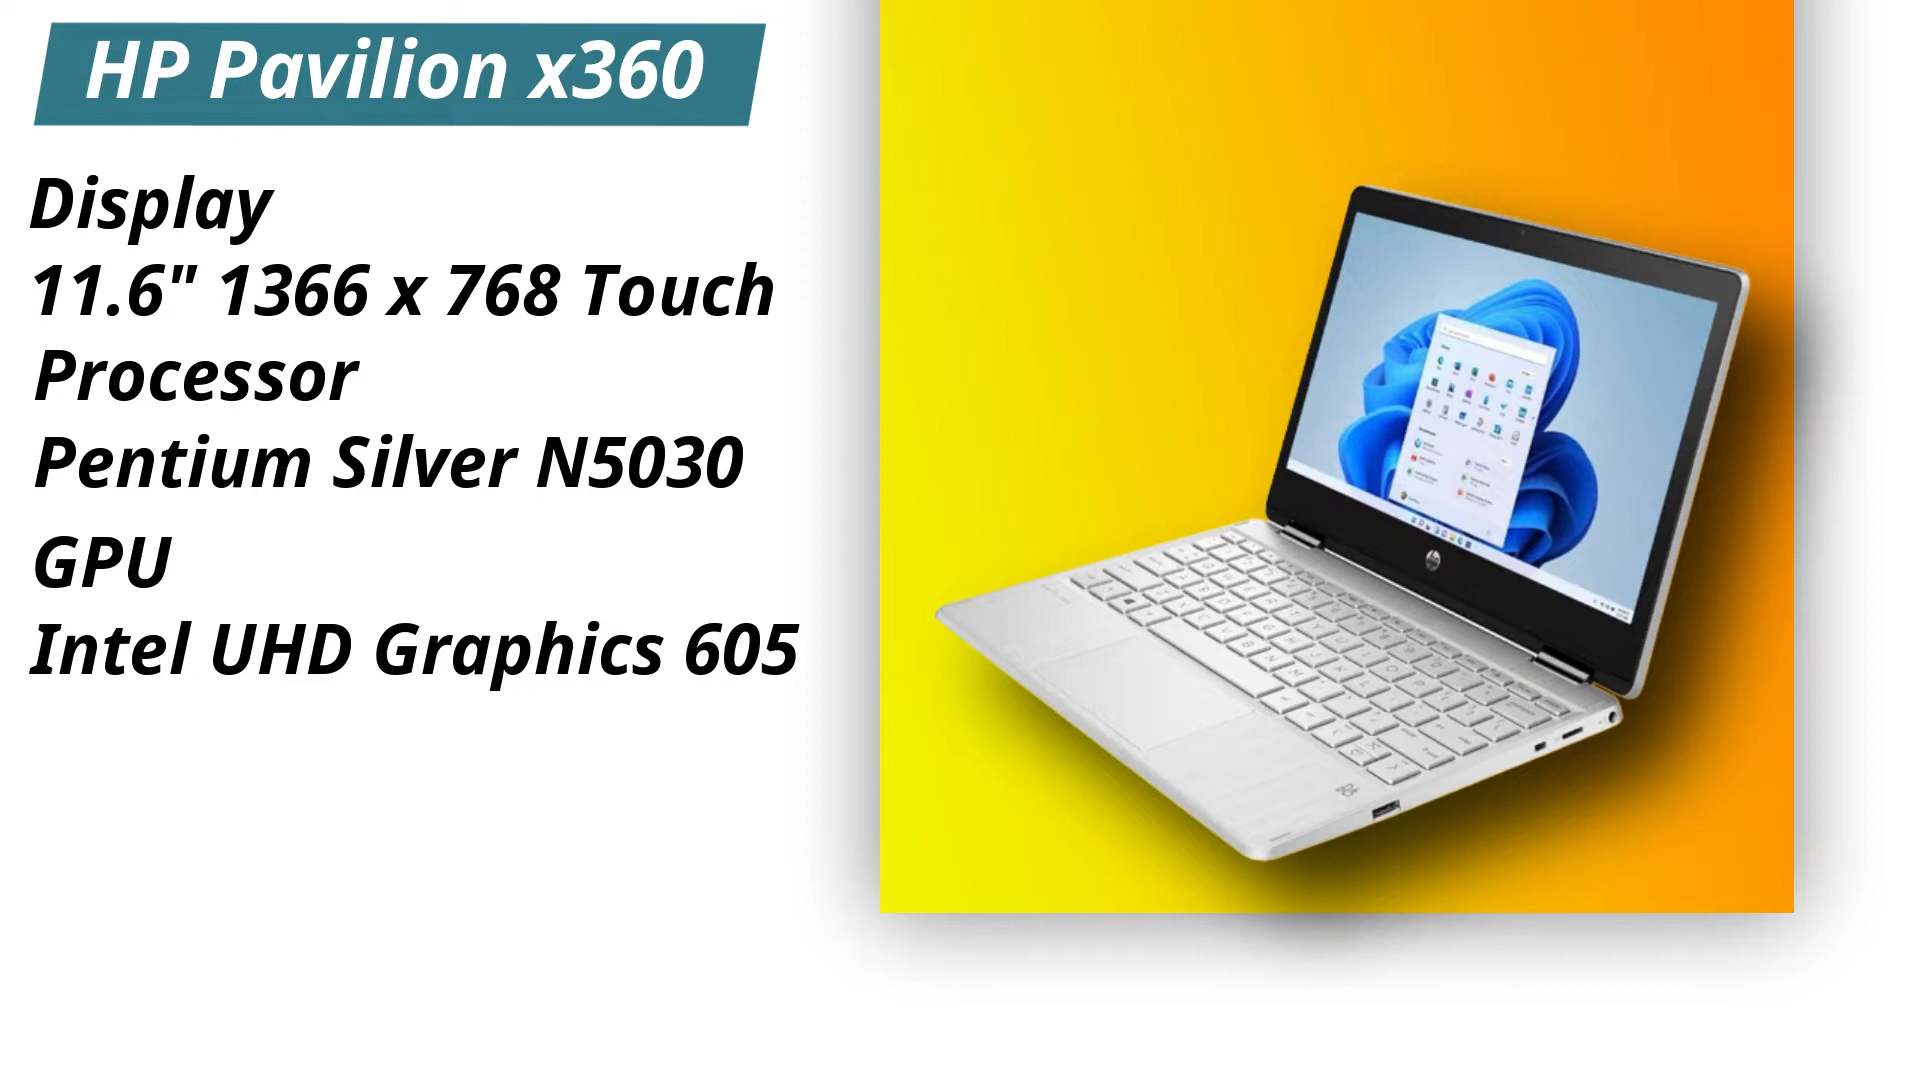 HP Pavilion x360
Display
11.6" 1366 x 768 Touch
Processor
Pentium Silver N5030
GPU
Intel UHD Graphics 605